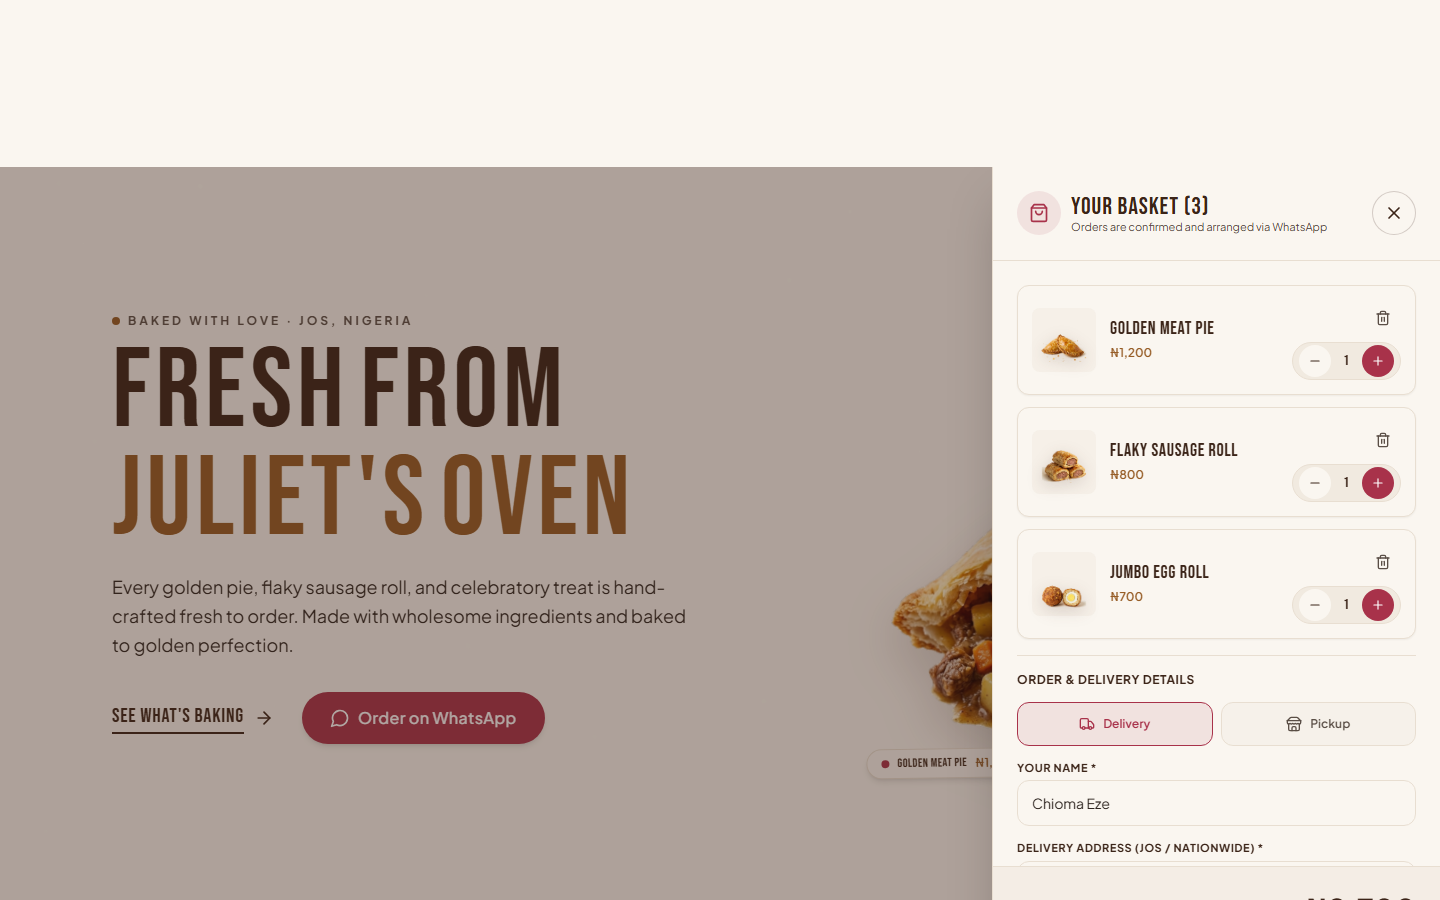 BAKED WITH LOVE · JOS, NIGERIA
FRESH FROM
JULIET'S OVEN
Every golden pie, flaky sausage roll, and celebratory treat is hand-
crafted fresh to order. Made with wholesome ingredients and baked
to golden perfection.
SEE WHAT'S BAKING
Order on WhatsApp
GOLDEN MEAT PIE
YOUR BASKET (3)
Orders are confirmed and arranged via WhatsApp
GOLDEN MEAT PIE
₦1,200
1
FLAKY SAUSAGE ROLL
₦800
1
JUMBO EGG ROLL
₦700
1
ORDER & DELIVERY DETAILS
Delivery
Pickup
YOUR NAME *
Chioma Eze
DELIVERY ADDRESS (JOS / NATIONWIDE) *